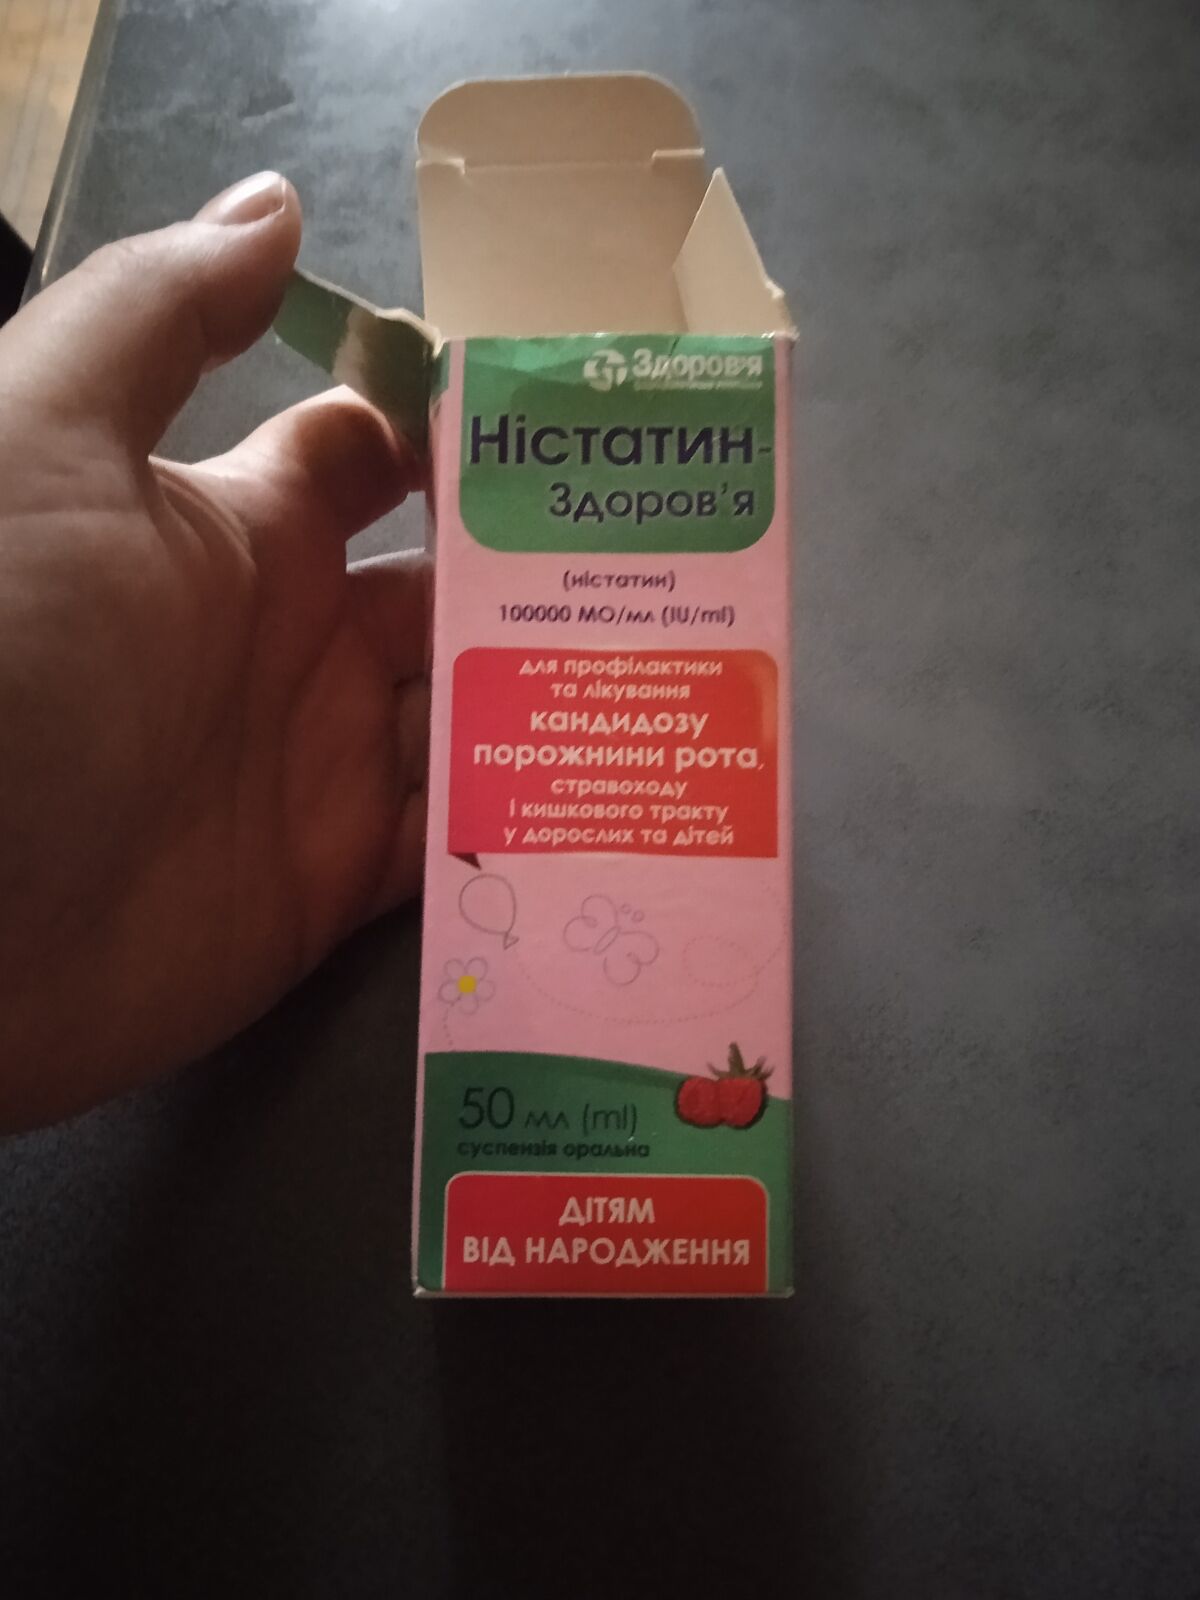 Здоров'я
Ністатин-
Здоров'я
(ністатин)
100000 МО/мл (IU/ml)
для профілактики
та лікування
кандидозу
порожнини рота,
стравоходу
і кишкового тракту
у дорослих та дітей
50 мл (ml)
суспензія оральна
ДІТЯМ
ВІД НАРОДЖЕННЯ